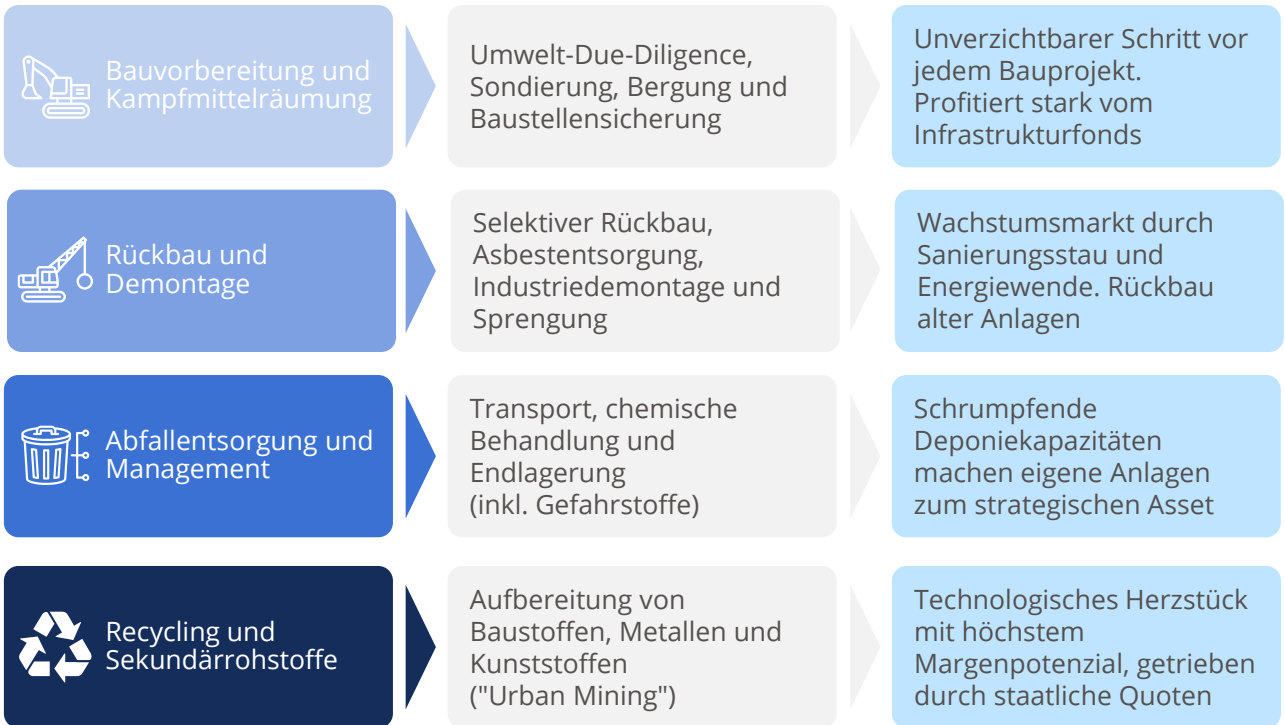 Bauvorbereitung und
Kampfmittelräumung
Umwelt-Due-Diligence,
Sondierung, Bergung und
Baustellensicherung
Unverzichtbarer Schritt vor
jedem Bauprojekt.
Profitiert stark vom
Infrastrukturfonds
Rückbau und
Demontage
Selektiver Rückbau,
Asbestentsorgung,
Industriedemontage und
Sprengung
Wachstumsmarkt durch
Sanierungsstau und
Energiewende. Rückbau
alter Anlagen
Abfallentsorgung und
Management
Transport, chemische
Behandlung und
Endlagerung
(inkl. Gefahrstoffe)
Schrumpfende
Deponiekapazitäten
machen eigene Anlagen
zum strategischen Asset
Recycling und
Sekundärrohstoffe
Aufbereitung von
Baustoffen, Metallen und
Kunststoffen
("Urban Mining")
Technologisches Herzstück
mit höchstem
Margenpotenzial, getrieben
durch staatliche Quoten